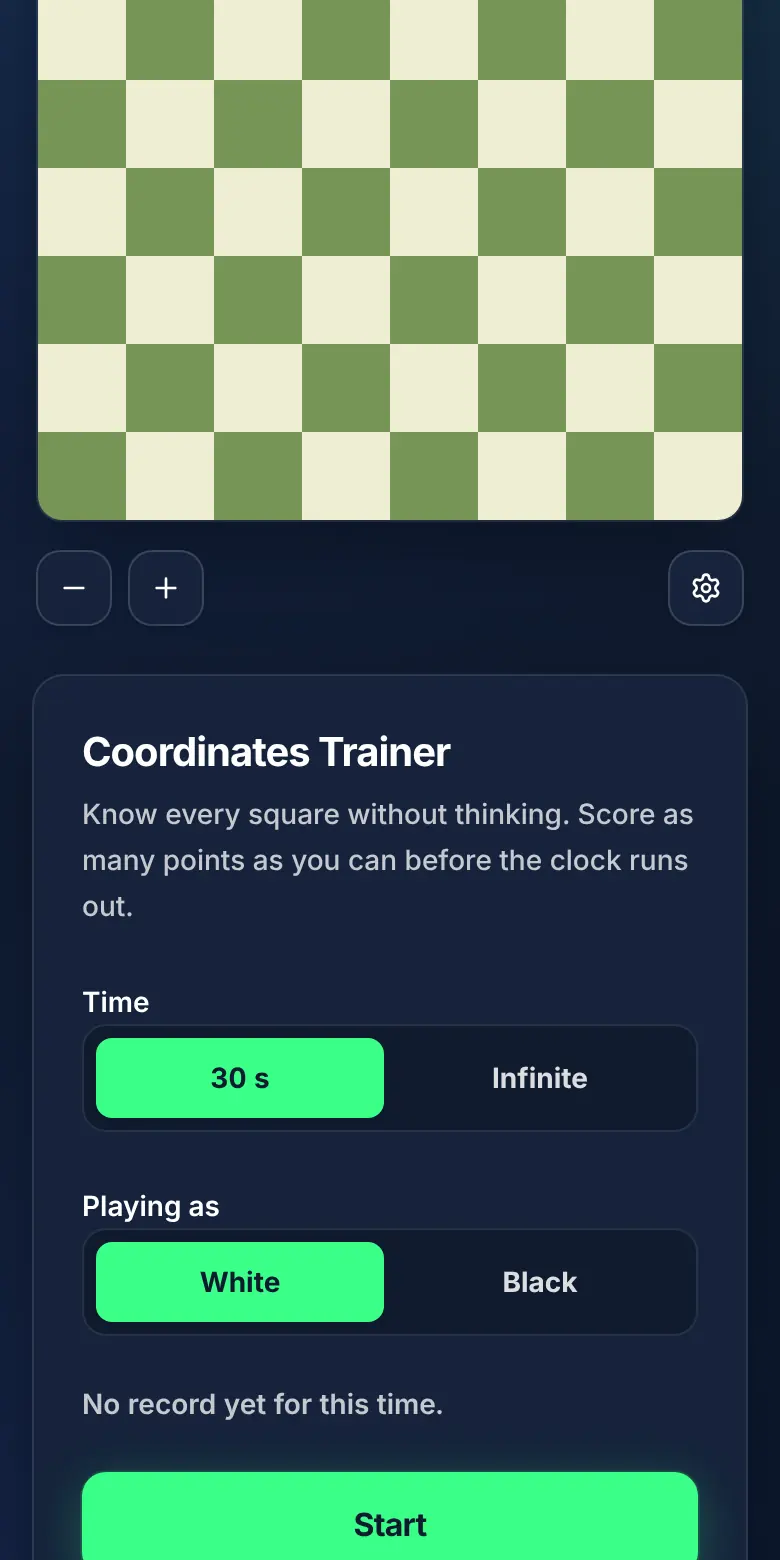 Coordinates Trainer
Know every square without thinking. Score as
many points as you can before the clock runs
out.
Time
30 s
Infinite
Playing as
White
Black
No record yet for this time.
Start